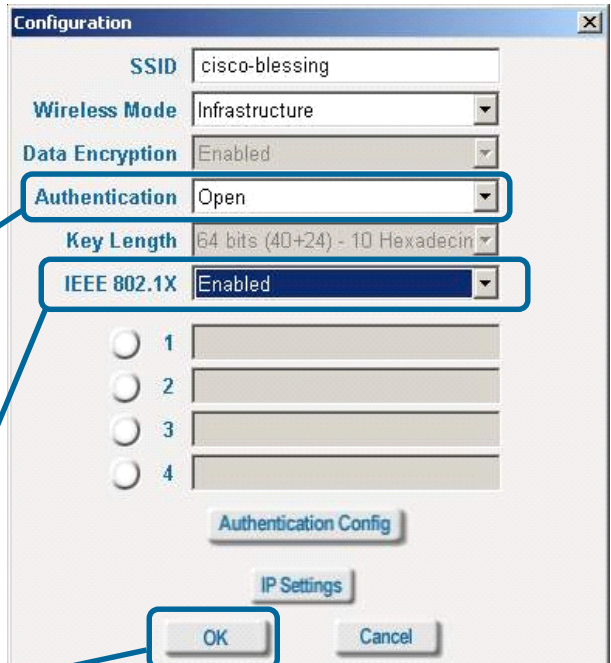 Configuration
SSID cisco-blessing
Wireless Mode Infrastructure
Data Encryption Enabled
Authentication Open
Key Length 64 bits (40+24) - 10 Hexadecin
IEEE 802.1X Enabled
1
2
3
4
Authentication Config
IP Settings
OK Cancel